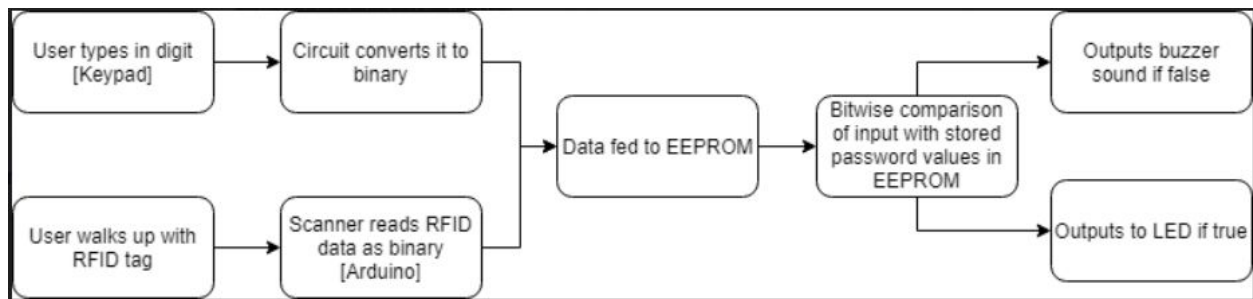 User types in digit
[Keypad]
Circuit converts it to
binary
User walks up with
RFID tag
Scanner reads RFID
data as binary
[Arduino]
Data fed to EEPROM
Bitwise comparison
of input with stored
password values in
EEPROM
Outputs buzzer
sound if false
Outputs to LED if true